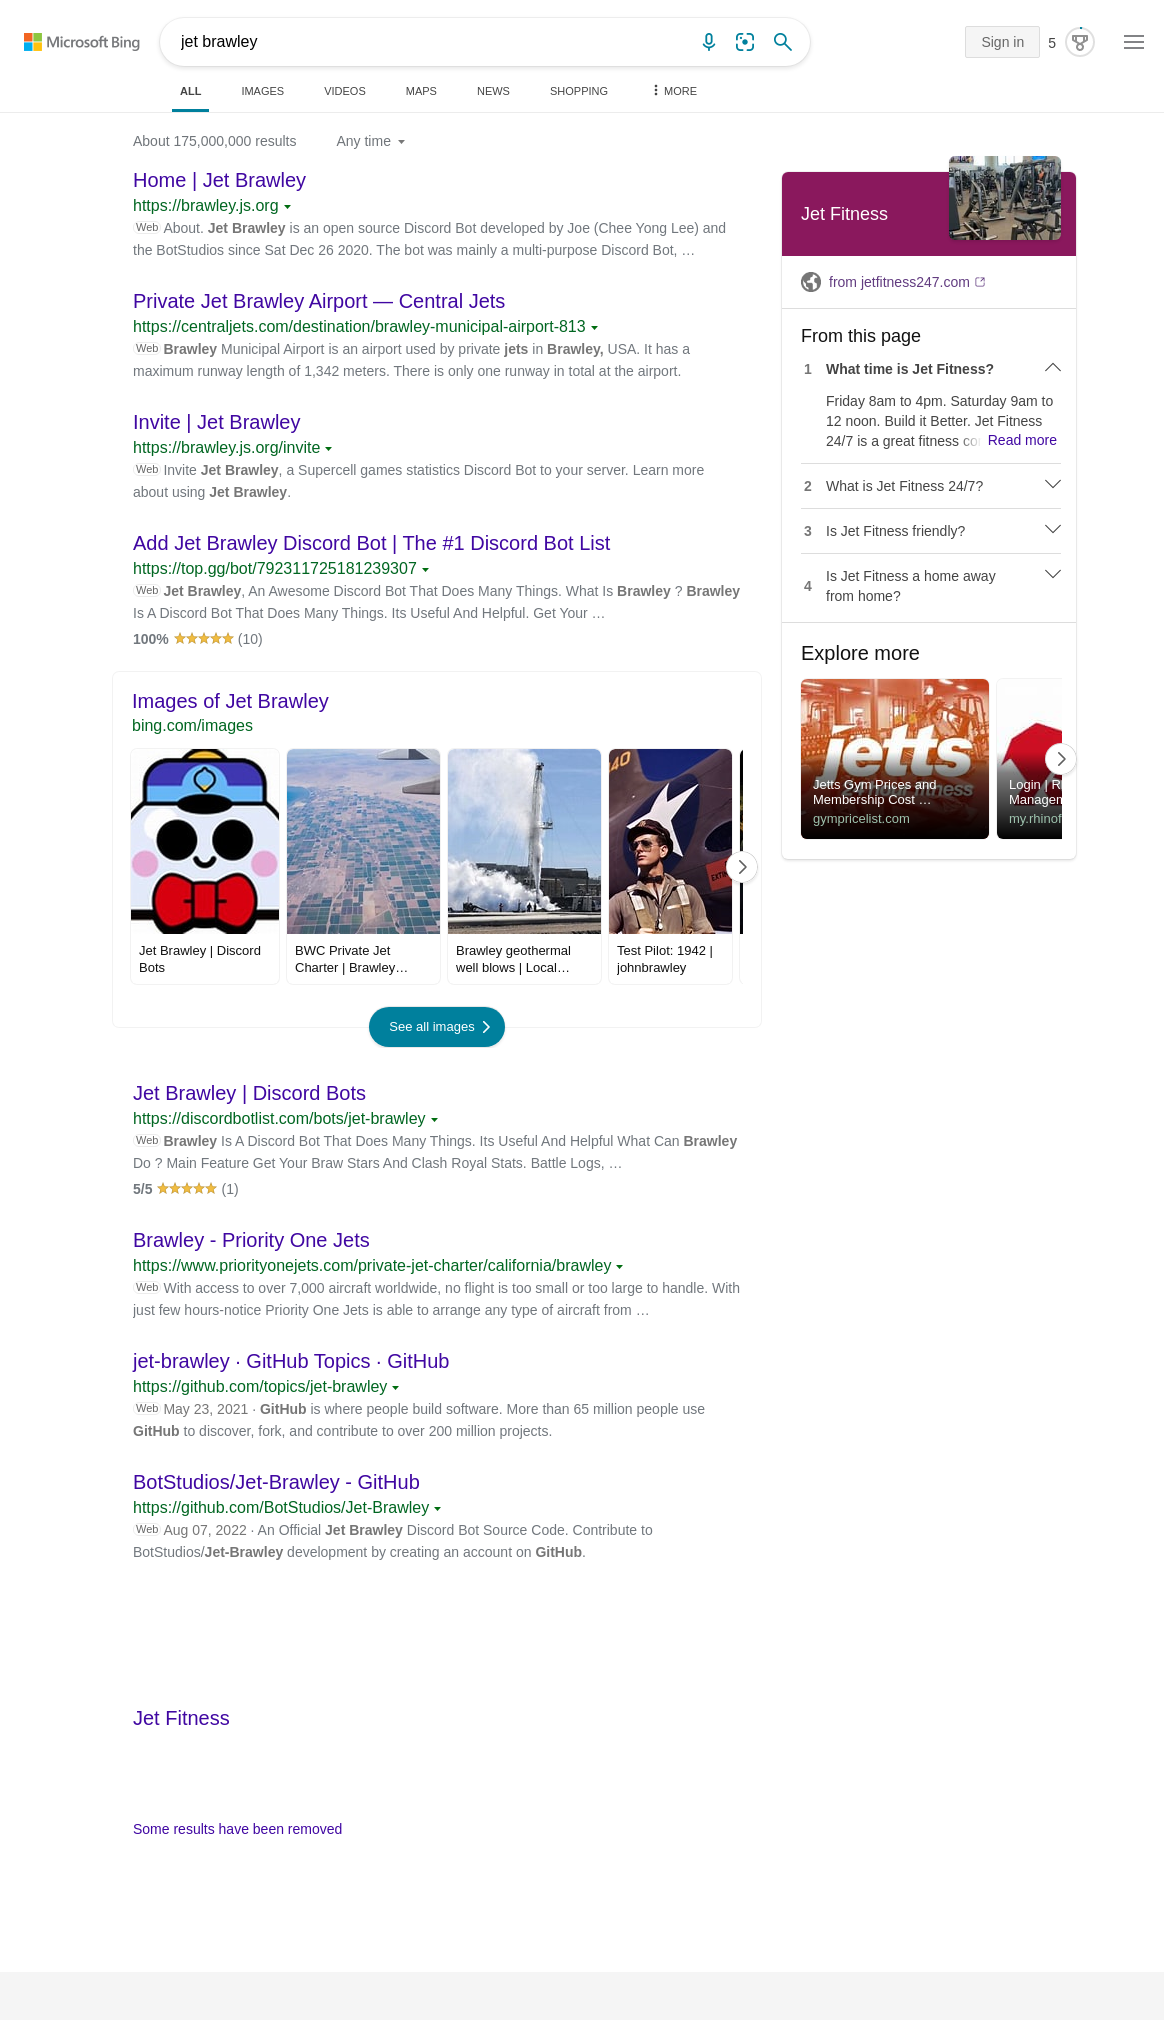 Microsoft Bing
jet brawley
Sign in
5
ALL
IMAGES
VIDEOS
MAPS
NEWS
SHOPPING
MORE
About 175,000,000 results
Any time
Home | Jet Brawley
https://brawley.js.org
Web About. Jet Brawley is an open source Discord Bot developed by Joe (Chee Yong Lee) and
the BotStudios since Sat Dec 26 2020. The bot was mainly a multi-purpose Discord Bot, …
Private Jet Brawley Airport — Central Jets
https://centraljets.com/destination/brawley-municipal-airport-813
Web Brawley Municipal Airport is an airport used by private jets in Brawley, USA. It has a
maximum runway length of 1,342 meters. There is only one runway in total at the airport.
Invite | Jet Brawley
https://brawley.js.org/invite
Web Invite Jet Brawley, a Supercell games statistics Discord Bot to your server. Learn more
about using Jet Brawley.
Add Jet Brawley Discord Bot | The #1 Discord Bot List
https://top.gg/bot/792311725181239307
Web Jet Brawley, An Awesome Discord Bot That Does Many Things. What Is Brawley ? Brawley
Is A Discord Bot That Does Many Things. Its Useful And Helpful. Get Your …
100% (10)
Images of Jet Brawley
bing.com/images
40
EXTIN
Jet Brawley | Discord
Bots
BWC Private Jet
Charter | Brawley…
Brawley geothermal
well blows | Local…
Test Pilot: 1942 |
johnbrawley
See all images
Jet Brawley | Discord Bots
https://discordbotlist.com/bots/jet-brawley
Web Brawley Is A Discord Bot That Does Many Things. Its Useful And Helpful What Can Brawley
Do ? Main Feature Get Your Braw Stars And Clash Royal Stats. Battle Logs, …
5/5 (1)
Brawley - Priority One Jets
https://www.priorityonejets.com/private-jet-charter/california/brawley
Web With access to over 7,000 aircraft worldwide, no flight is too small or too large to handle. With
just few hours-notice Priority One Jets is able to arrange any type of aircraft from …
jet-brawley · GitHub Topics · GitHub
https://github.com/topics/jet-brawley
Web May 23, 2021 · GitHub is where people build software. More than 65 million people use
GitHub to discover, fork, and contribute to over 200 million projects.
BotStudios/Jet-Brawley - GitHub
https://github.com/BotStudios/Jet-Brawley
Web Aug 07, 2022 · An Official Jet Brawley Discord Bot Source Code. Contribute to
BotStudios/Jet-Brawley development by creating an account on GitHub.
Jet Fitness
Some results have been removed
Jet Fitness
from jetfitness247.com
From this page
1 What time is Jet Fitness?
Friday 8am to 4pm. Saturday 9am to
12 noon. Build it Better. Jet Fitness
24/7 is a great fitness co Read more
2 What is Jet Fitness 24/7?
3 Is Jet Fitness friendly?
4 Is Jet Fitness a home away
from home?
Explore more
jetts
24 hour fitness
Jetts Gym Prices and
Membership Cost …
gympricelist.com
Login | R
Managem
my.rhinof